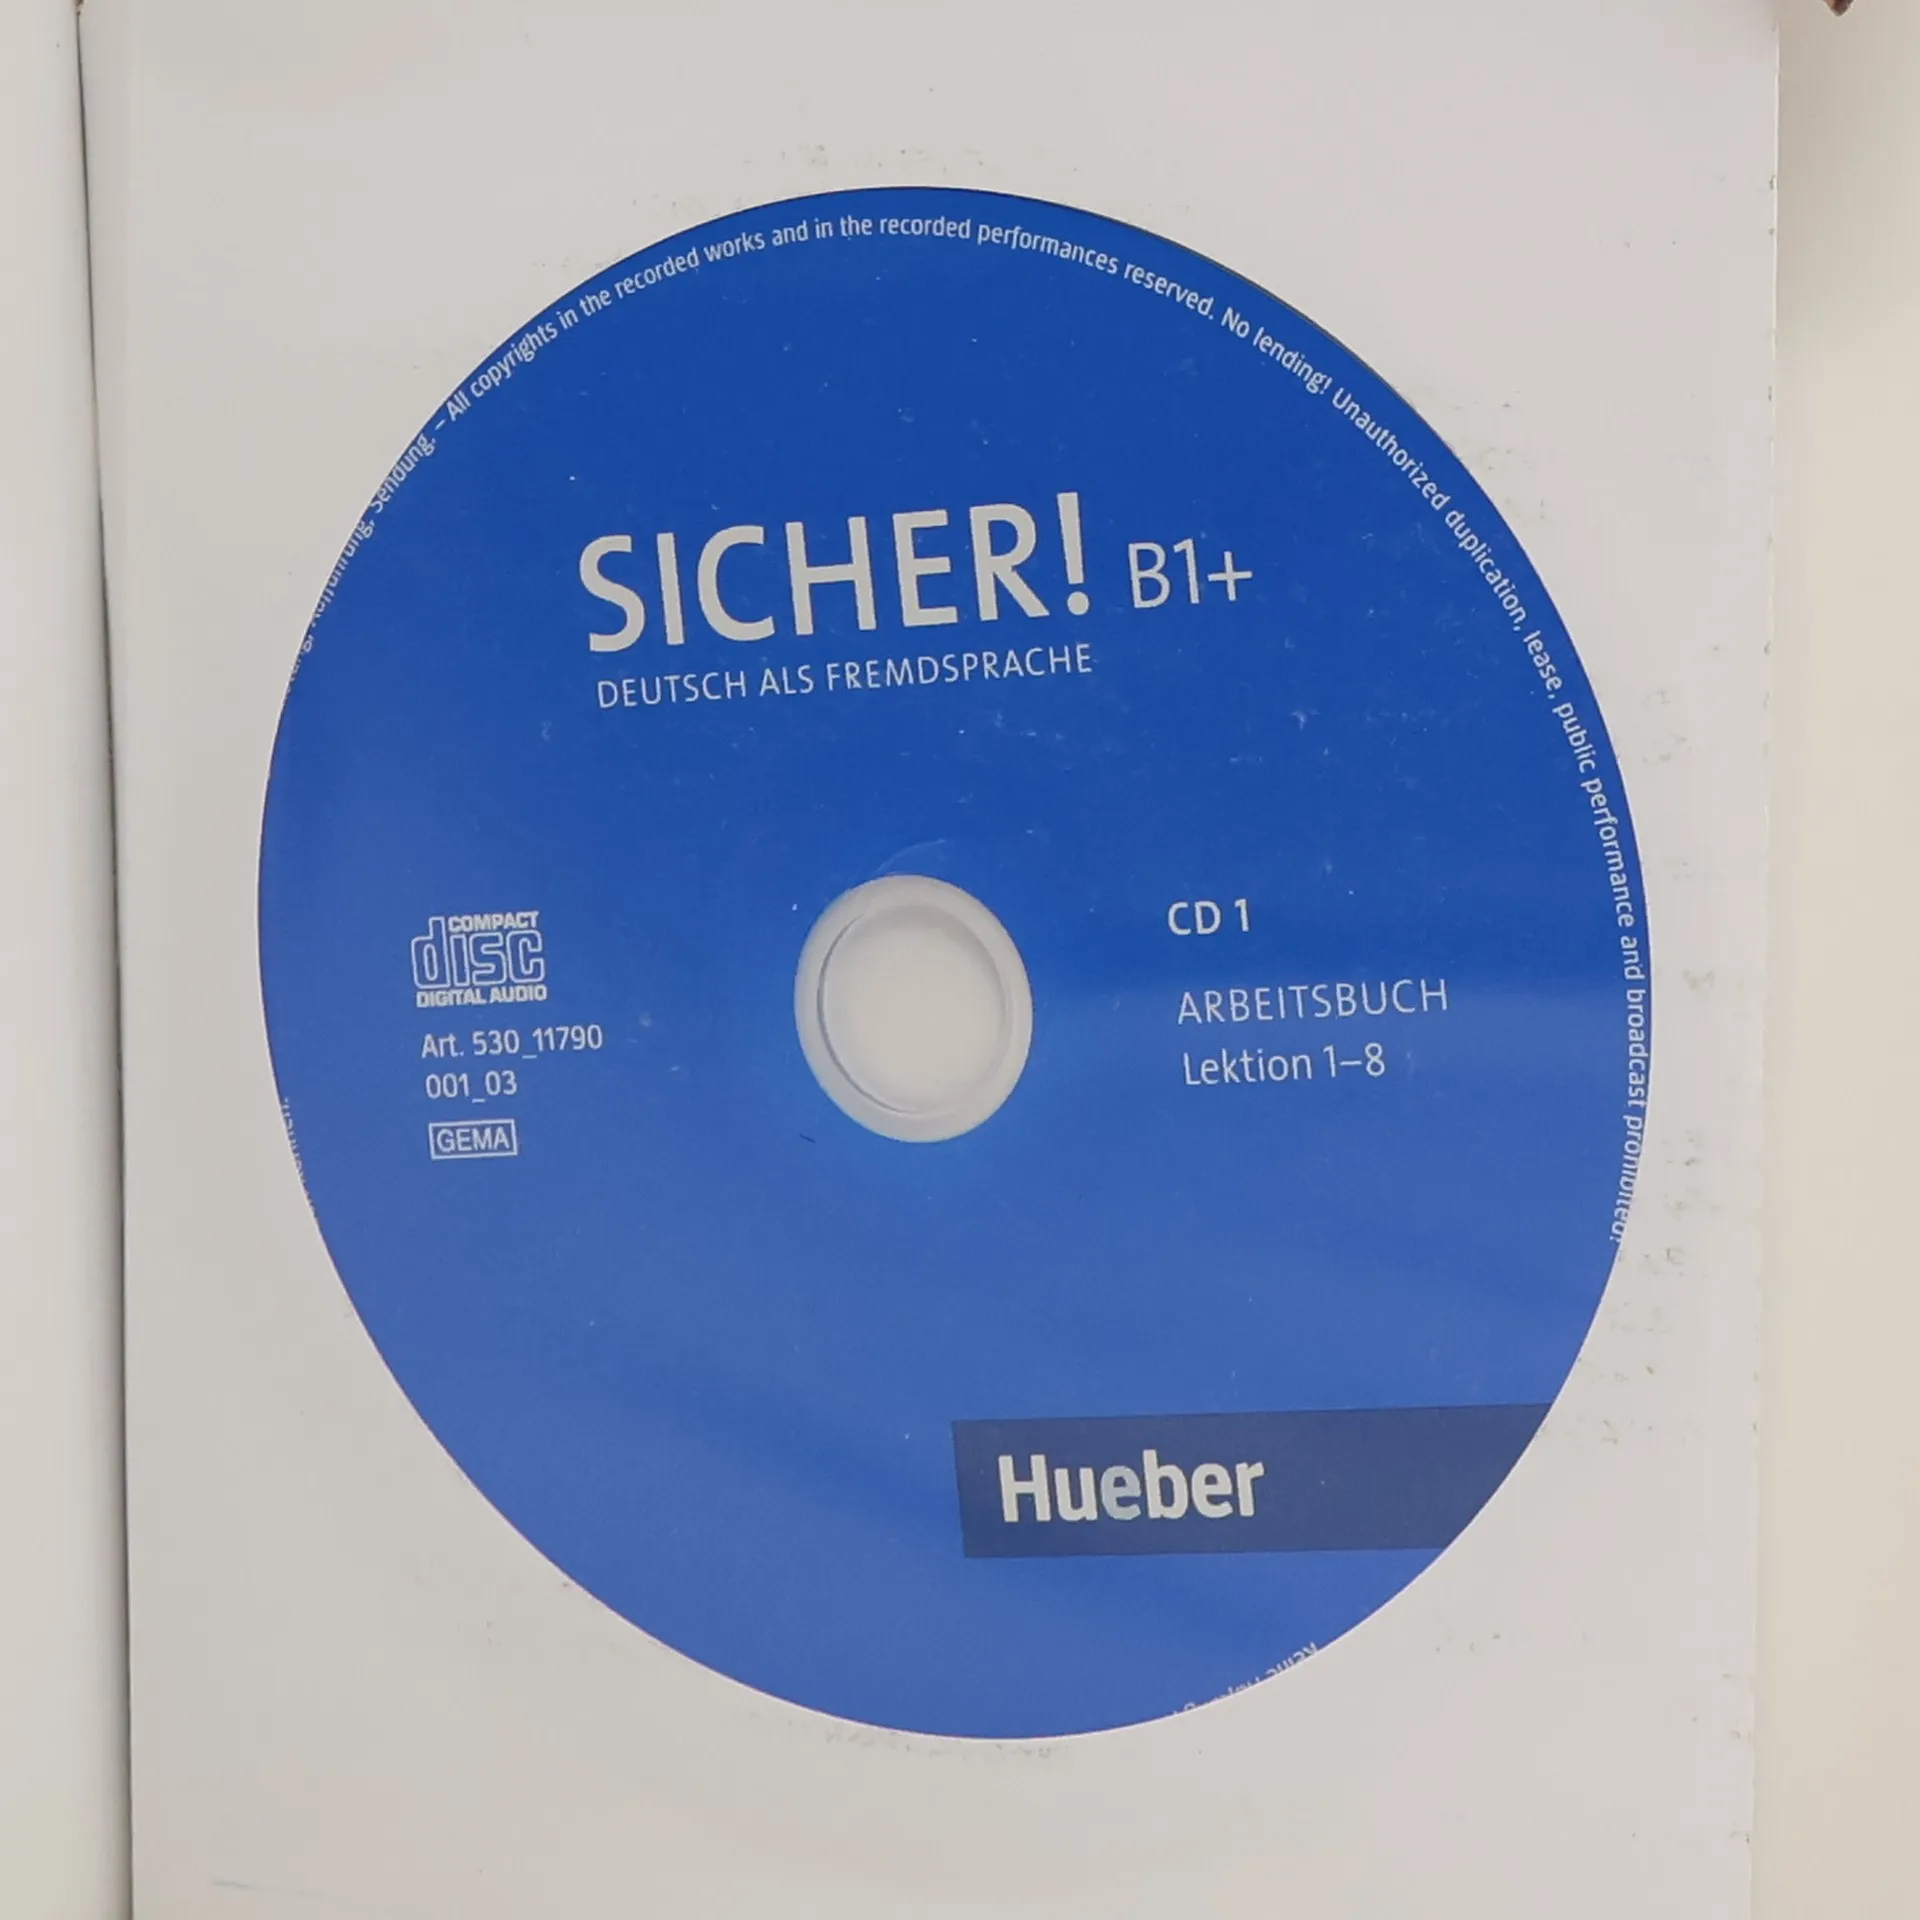 Sendung. – All copyrights in the recorded works and in the recorded performances reserved. No lending! Unauthorized duplication, lease, public performance and broadcast prohibited!
SICHER! B1+
DEUTSCH ALS FREMDSPRACHE
COMPACT
disc
DIGITAL AUDIO
Art. 530_11790
001_03
GEMA
CD 1
ARBEITSBUCH
Lektion 1–8
Hueber